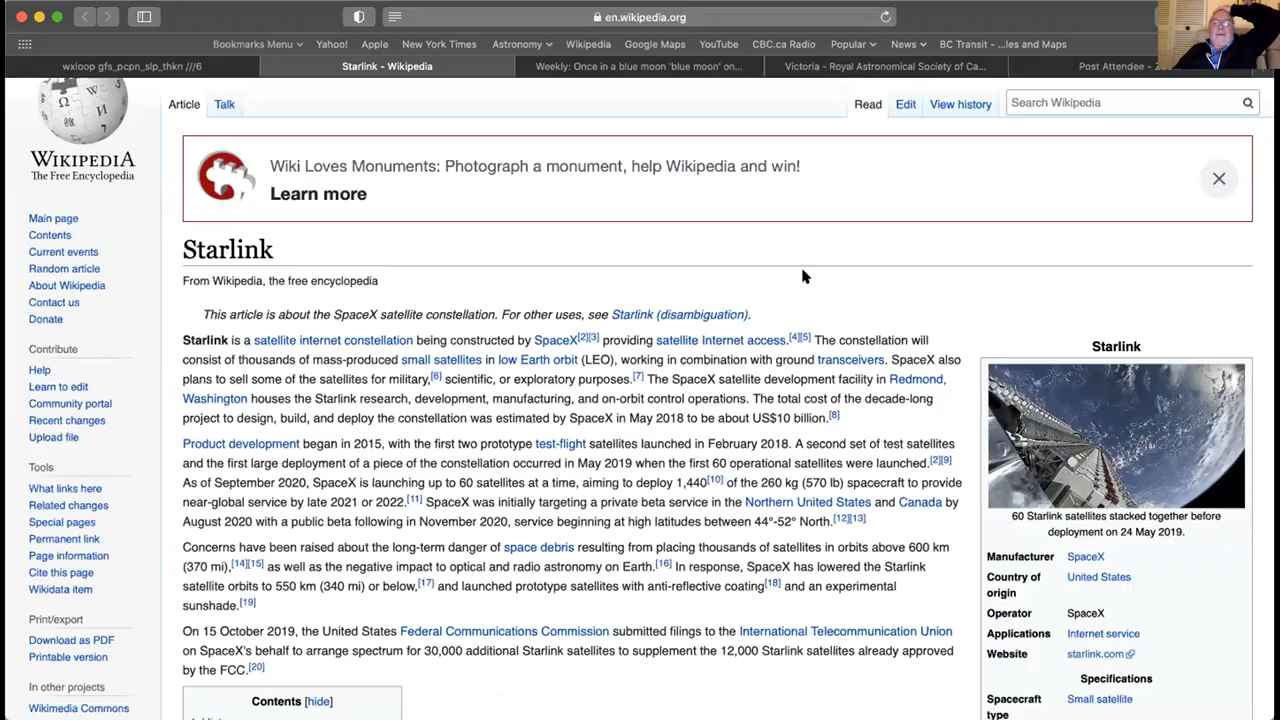 en.wikipedia.org
Bookmarks Menu Yahoo! Apple New York Times Astronomy Wikipedia Google Maps YouTube CBC.ca Radio Popular News BC Transit - ...les and Maps
wxloop gfs_pcpn_slp_thkn ///6 Starlink - Wikipedia Weekly: Once in a blue moon 'blue moon' on... Victoria - Royal Astronomical Society of Ca... Post Attendee - Zo...
WIKIPEDIA
The Free Encyclopedia
Main page
Contents
Current events
Random article
About Wikipedia
Contact us
Donate
Contribute
Help
Learn to edit
Community portal
Recent changes
Upload file
Tools
What links here
Related changes
Special pages
Permanent link
Page information
Cite this page
Wikidata item
Print/export
Download as PDF
Printable version
In other projects
Wikimedia Commons
Article Talk Read Edit View history Search Wikipedia
Wiki Loves Monuments: Photograph a monument, help Wikipedia and win!
Learn more
Starlink
From Wikipedia, the free encyclopedia
This article is about the SpaceX satellite constellation. For other uses, see Starlink (disambiguation).
Starlink is a satellite internet constellation being constructed by SpaceX[2][3] providing satellite Internet access.[4][5] The constellation will
consist of thousands of mass-produced small satellites in low Earth orbit (LEO), working in combination with ground transceivers. SpaceX also
plans to sell some of the satellites for military,[6] scientific, or exploratory purposes.[7] The SpaceX satellite development facility in Redmond,
Washington houses the Starlink research, development, manufacturing, and on-orbit control operations. The total cost of the decade-long
project to design, build, and deploy the constellation was estimated by SpaceX in May 2018 to be about US$10 billion.[8]
Product development began in 2015, with the first two prototype test-flight satellites launched in February 2018. A second set of test satellites
and the first large deployment of a piece of the constellation occurred in May 2019 when the first 60 operational satellites were launched.[2][9]
As of September 2020, SpaceX is launching up to 60 satellites at a time, aiming to deploy 1,440[10] of the 260 kg (570 lb) spacecraft to provide
near-global service by late 2021 or 2022.[11] SpaceX was initially targeting a private beta service in the Northern United States and Canada by
August 2020 with a public beta following in November 2020, service beginning at high latitudes between 44°-52° North.[12][13]
Concerns have been raised about the long-term danger of space debris resulting from placing thousands of satellites in orbits above 600 km
(370 mi),[14][15] as well as the negative impact to optical and radio astronomy on Earth.[16] In response, SpaceX has lowered the Starlink
satellite orbits to 550 km (340 mi) or below,[17] and launched prototype satellites with anti-reflective coating[18] and an experimental
sunshade.[19]
On 15 October 2019, the United States Federal Communications Commission submitted filings to the International Telecommunication Union
on SpaceX's behalf to arrange spectrum for 30,000 additional Starlink satellites to supplement the 12,000 Starlink satellites already approved
by the FCC.[20]
Contents [hide]
Starlink
60 Starlink satellites stacked together before
deployment on 24 May 2019.
Manufacturer SpaceX
Country of United States
origin
Operator SpaceX
Applications Internet service
Website starlink.com
Specifications
Spacecraft Small satellite
type